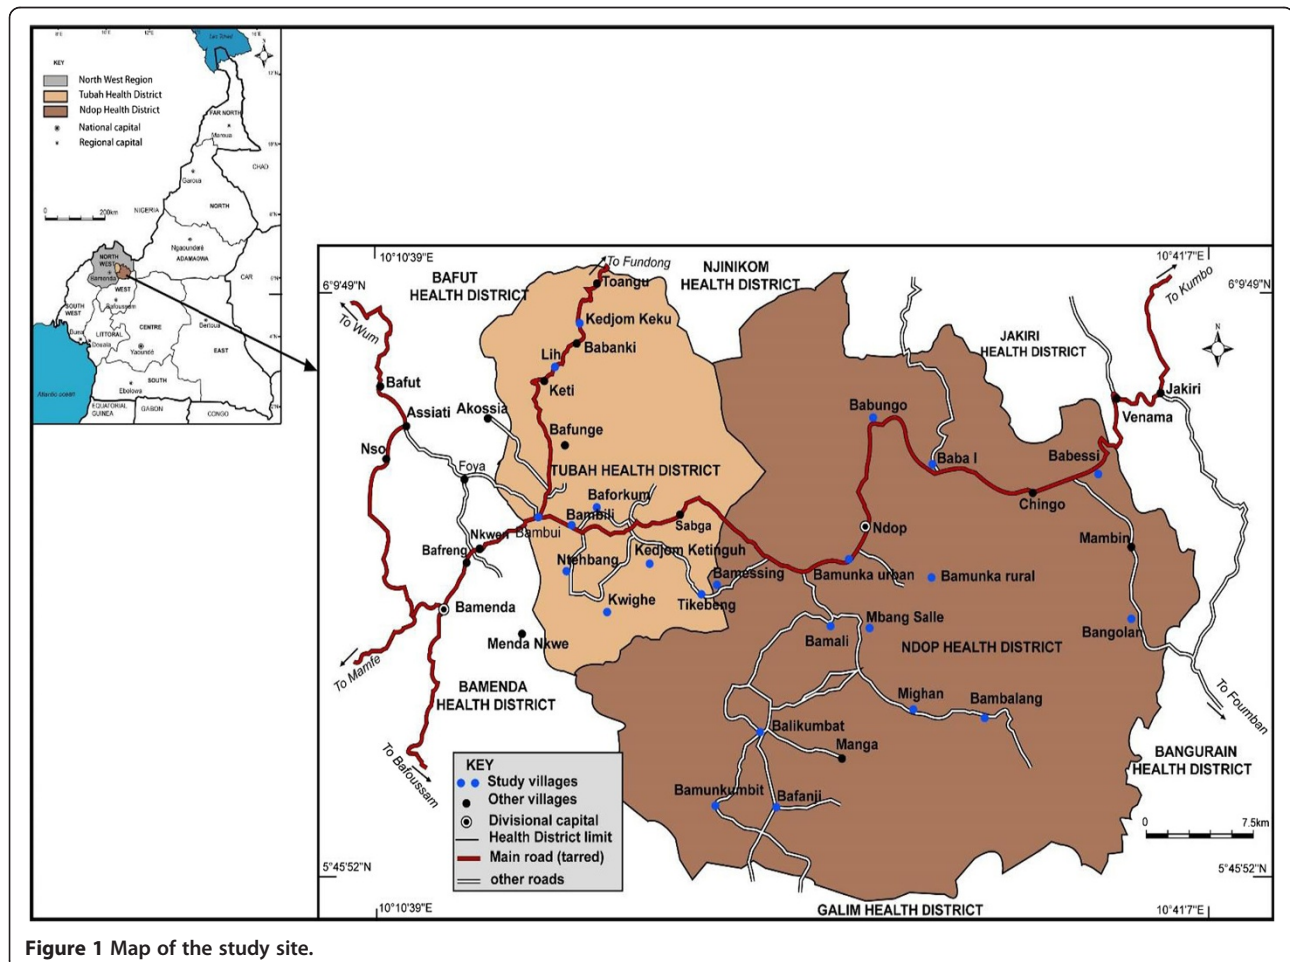 Lac Tchad
N
KEY
North West Region
Tubah Health District
Ndop Health District
National capital
Regional capital
0 200km
FAR NORTH
Maroua
CHAD
Garoua
NORTH
NIGERIA
Ngaoundéré
ADAMAOUA
NORTH
WEST
Bamenda
CAR
WEST
Bafoussam
SOUTH
WEST
LITTORAL
CENTRE
Buea
Douala
Yaoundé
Bertoua
EAST
SOUTH
Ebolowa
Atlantic ocean
EQUATORIAL
GUINEA
GABON
CONGO
10°10'39"E
10°41'7"E
6°9'49"N
6°9'49"N
BAFUT
HEALTH DISTRICT
To Fundong
NJINIKOM
HEALTH DISTRICT
To Kumbo
N
Toangu
To Wum
Kedjom Keku
Babanki
JAKIRI
HEALTH DISTRICT
Lih
Keti
Bafut
Jakiri
Venama
Assiati
Akossia
Babungo
Bafunge
Nso
Foya
TUBAH HEALTH DISTRICT
Baba I
Babessi
Baforkum
Chingo
Bambili
Sabga
Bambui
Nkwen
Ndop
Mambin
Bafreng
Kedjom Ketinguh
Ntehbang
Bamessing
Bamunka urban
Bamunka rural
Bamenda
Kwighe
Tikebeng
Mbang Salle
Menda Nkwe
Bamali
Bangolan
NDOP HEALTH DISTRICT
To Mamfe
BAMENDA
HEALTH DISTRICT
Mighan
Bambalang
To Foumban
Balikumbat
Manga
To Bafoussam
BANGURAIN
HEALTH DISTRICT
KEY
Study villages
Other villages
Divisional capital
Health District limit
Main road (tarred)
other roads
Bamunkumbit
Bafanji
0 7.5km
5°45'52"N
5°45'52"N
10°10'39"E
GALIM HEALTH DISTRICT
10°41'7"E
Figure 1 Map of the study site.